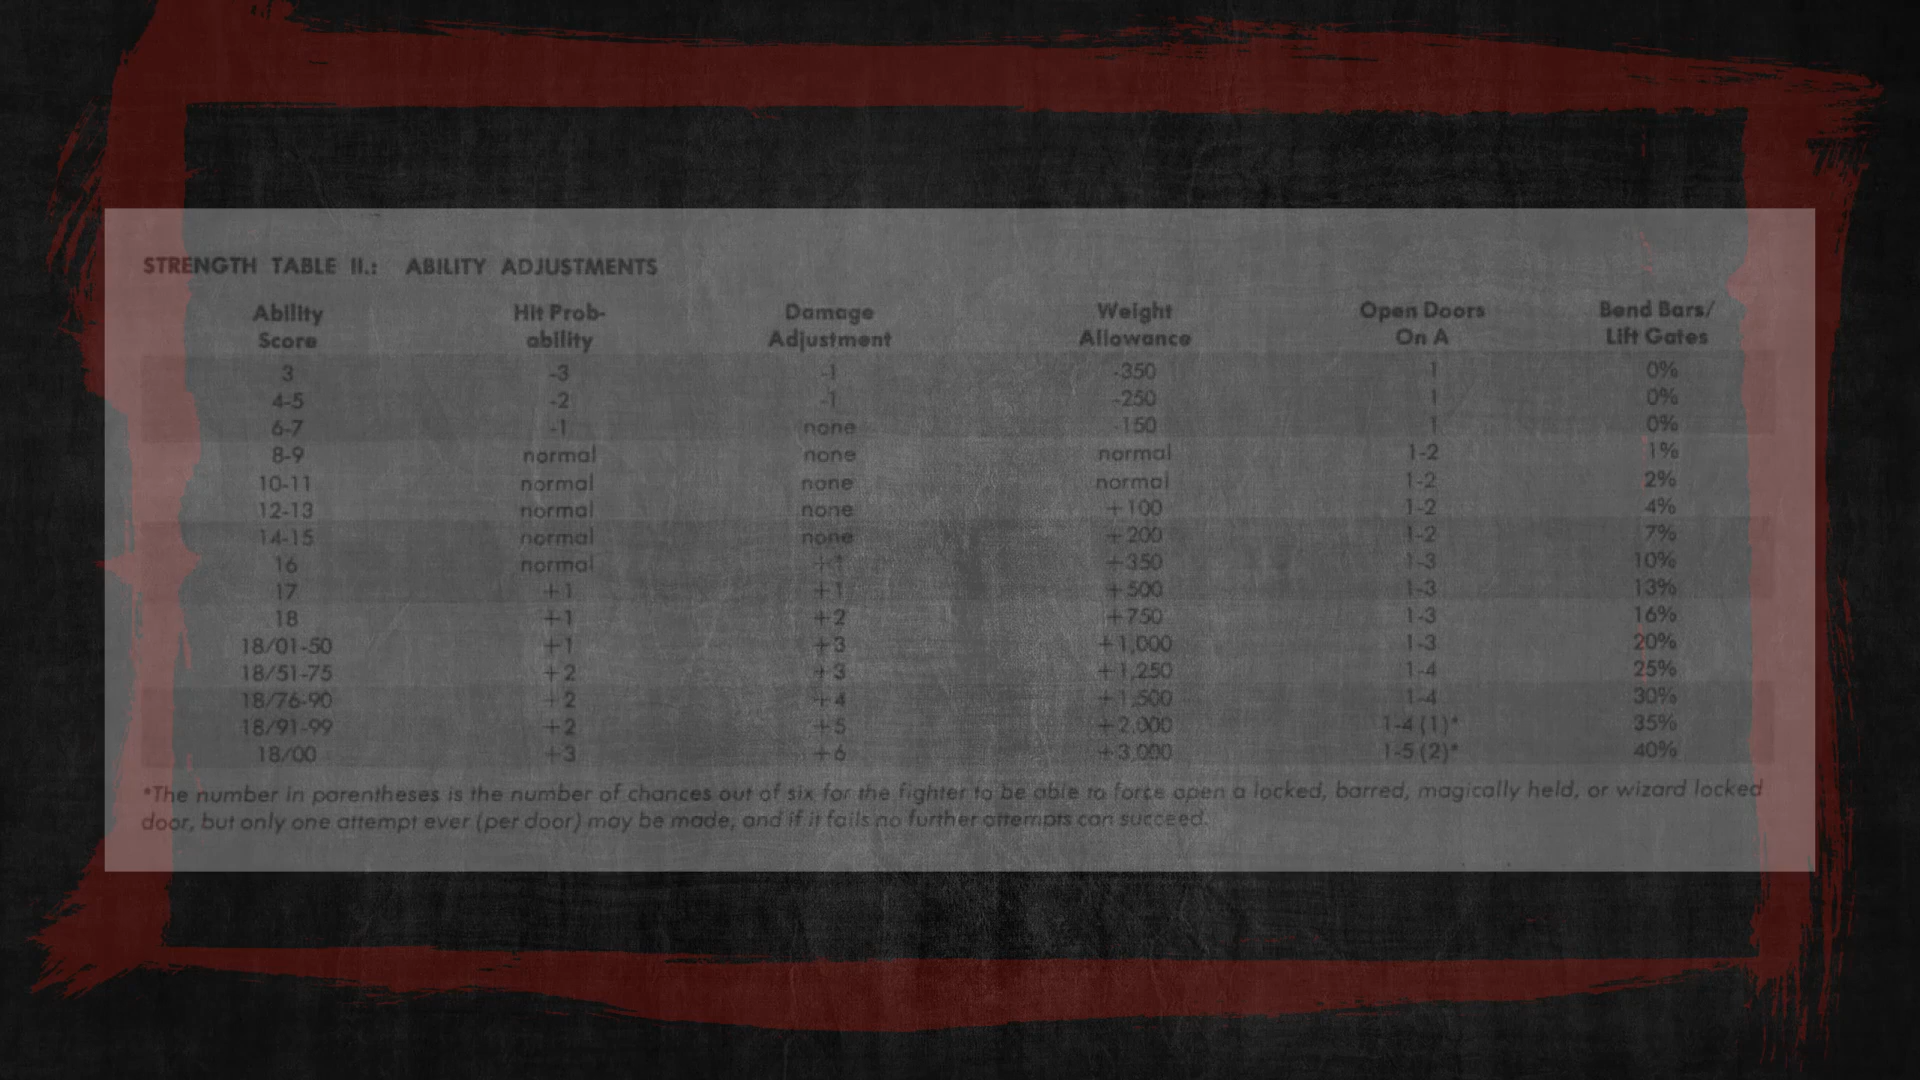 STRENGTH TABLE II.: ABILITY ADJUSTMENTS
Ability Score Hit Prob-ability Damage Adjustment Weight Allowance Open Doors On A Bend Bars/ Lift Gates
3 -3 -1 -350 1 0%
4-5 -2 -1 -250 1 0%
6-7 -1 none -150 1 0%
8-9 normal none normal 1-2 1%
10-11 normal none normal 1-2 2%
12-13 normal none +100 1-2 4%
14-15 normal none +200 1-2 7%
16 normal +1 +350 1-3 10%
17 +1 +1 +500 1-3 13%
18 +1 +2 +750 1-3 16%
18/01-50 +1 +3 +1,000 1-3 20%
18/51-75 +2 +3 +1,250 1-4 25%
18/76-90 +2 +4 +1,500 1-4 30%
18/91-99 +2 +5 +2,000 1-4 (1)* 35%
18/00 +3 +6 +3,000 1-5 (2)* 40%
*The number in parentheses is the number of chances out of six for the fighter to be able to force open a locked, barred, magically held, or wizard locked
door, but only one attempt ever (per door) may be made, and if it fails no further attempts can succeed.